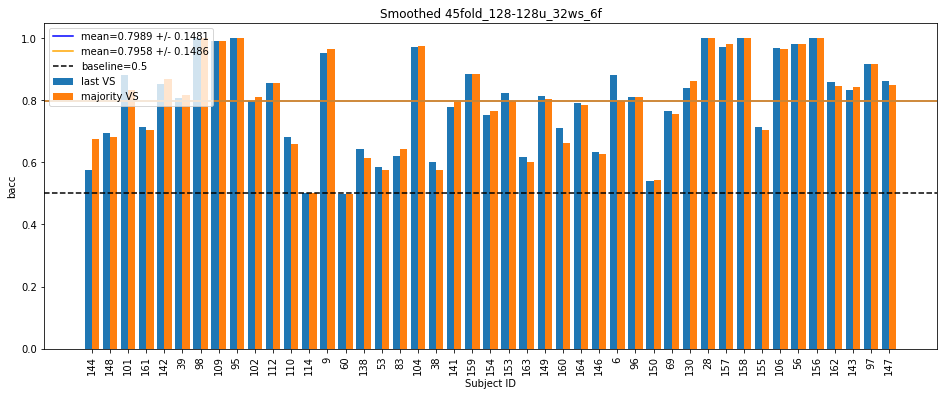 Smoothed 45fold_128-128u_32ws_6f
mean=0.7989 +/- 0.1481
mean=0.7958 +/- 0.1486
baseline=0.5
last VS
majority VS
bacc
1.0
0.8
0.6
0.4
0.2
0.0
144 148 101 161 142 39 98 109 95 102 112 110 114 9 60 138 53 83 104 38 141 159 154 153 163 149 160 164 146 6 96 150 69 130 28 157 158 155 106 56 156 162 143 97 147
Subject ID